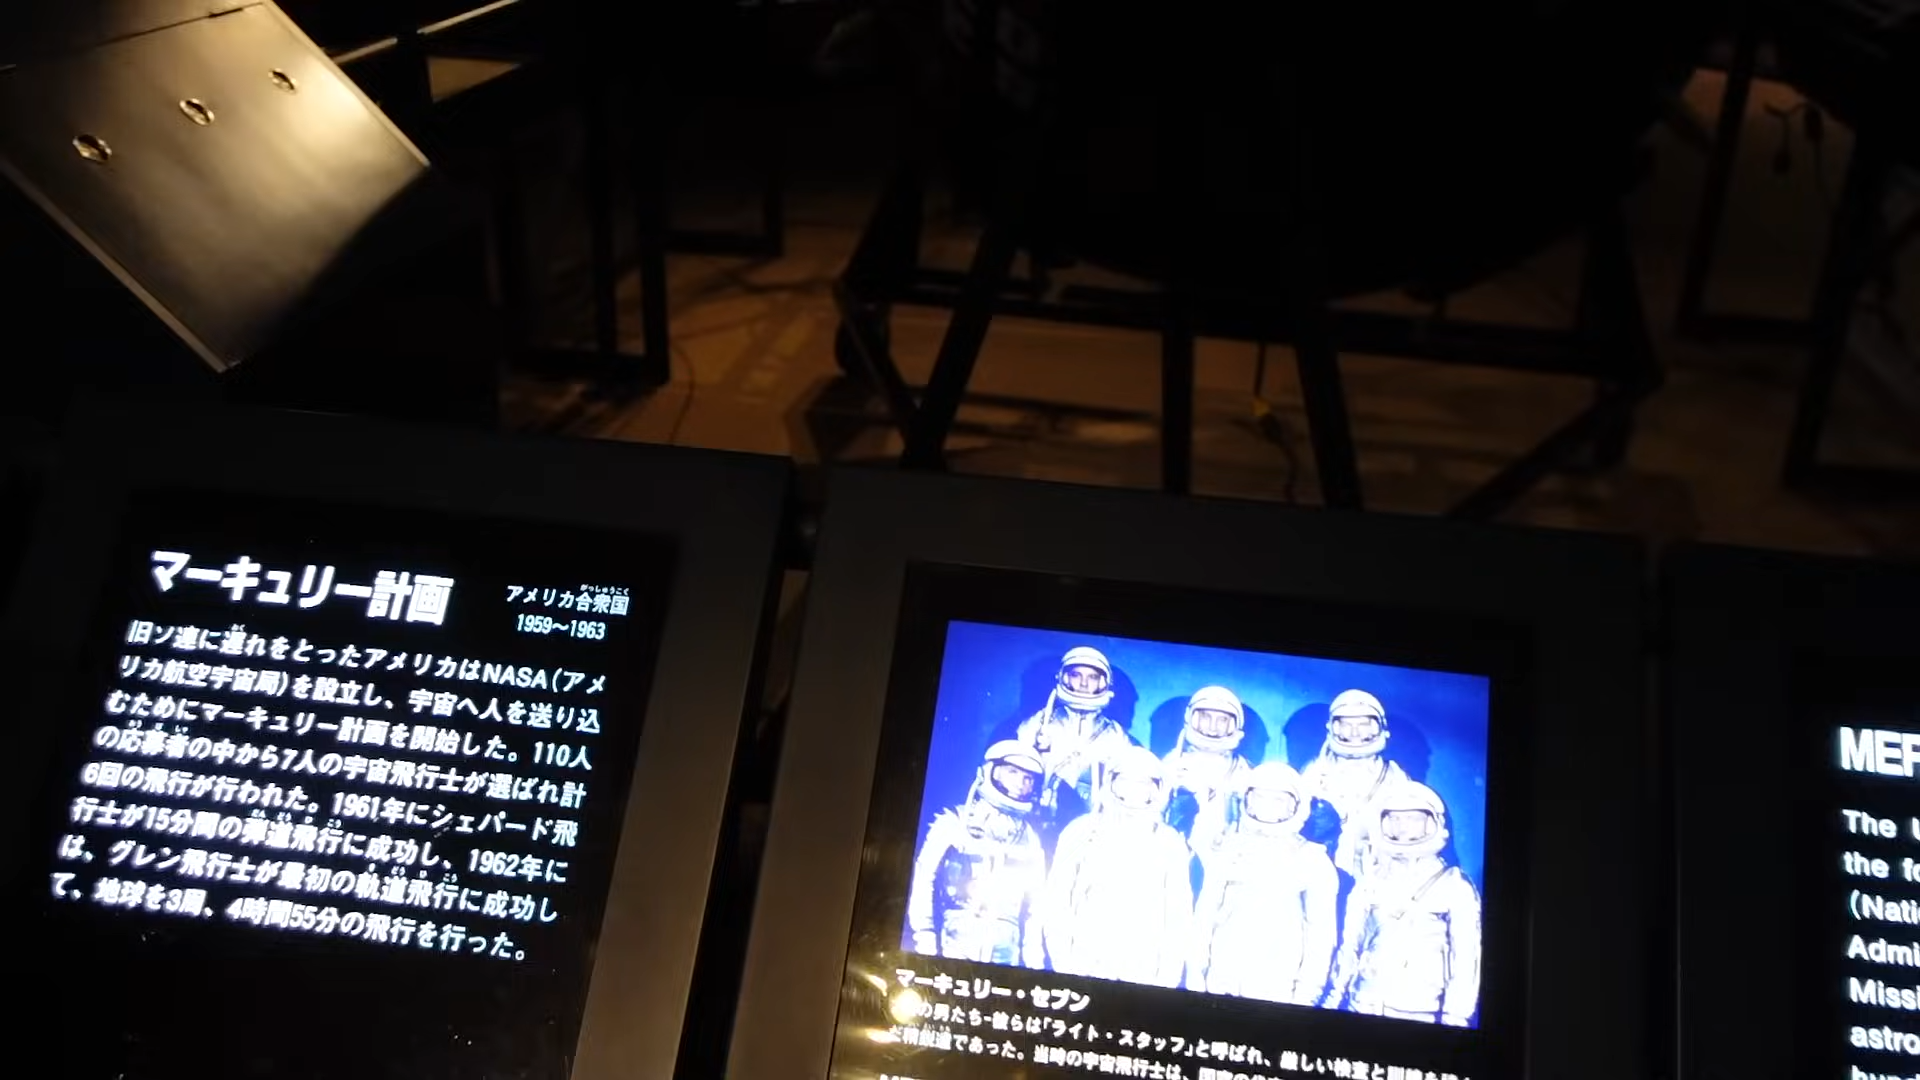 マーキュリー計画
アメリカ合衆国
1959〜1963
旧ソ連に遅れをとったアメリカはNASA(アメ
リカ航空宇宙局)を設立し、宇宙へ人を送り込
むためにマーキュリー計画を開始した。110人
の応募者の中から7人の宇宙飛行士が選ばれ計
6回の飛行が行われた。1961年にシェパード飛
行士が15分間の弾道飛行に成功し、1962年に
は、グレン飛行士が最初の軌道飛行に成功し
て、地球を3周、4時間55分の飛行を行った。
マーキュリー・セブン
の男たち-彼らは「ライト・スタッフ」と呼ばれ、厳しい検査と訓練を
であった。当時の宇宙飛行士は、
MER
The
the
(Nati
Admi
Missi
astro